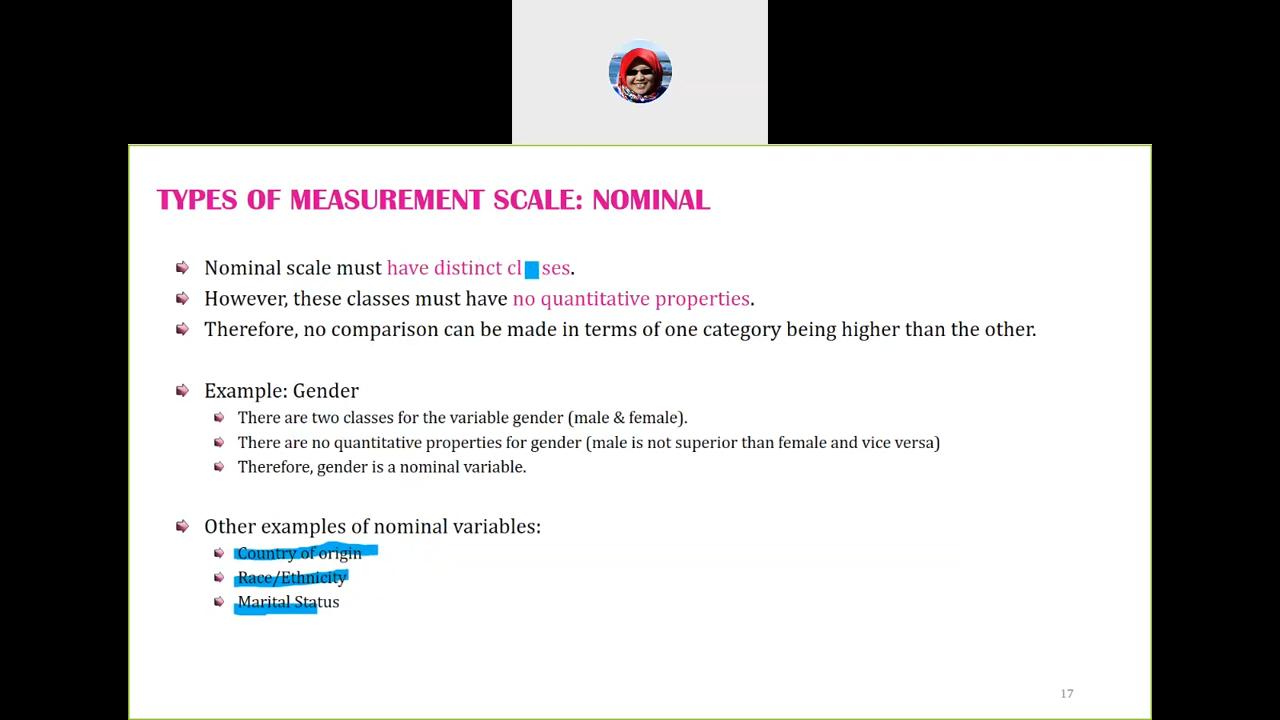 TYPES OF MEASUREMENT SCALE: NOMINAL
Nominal scale must have distinct classes.
However, these classes must have no quantitative properties.
Therefore, no comparison can be made in terms of one category being higher than the other.
Example: Gender
There are two classes for the variable gender (male & female).
There are no quantitative properties for gender (male is not superior than female and vice versa)
Therefore, gender is a nominal variable.
Other examples of nominal variables:
Country of origin
Race/Ethnicity
Marital Status
17